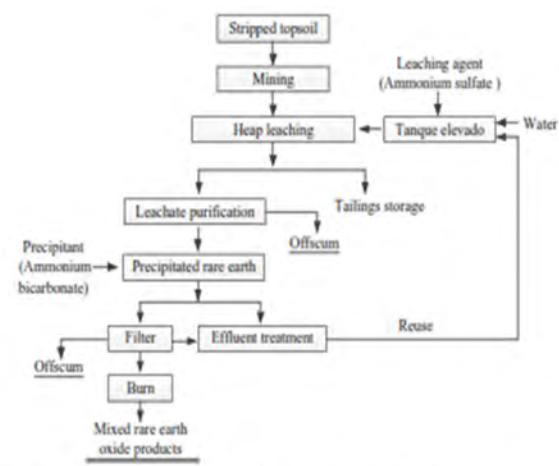 Stripped topsoil
Mining
Leaching agent
(Ammonium sulfate )
Heap leaching
Tanque elevado
Water
Leachate purification
Tailings storage
Offscum
Precipitant
(Ammonium
bicarbonate)
Precipitated rare earth
Filter
Effluent treatment
Reuse
Offscum
Burn
Mixed rare earth
oxide products